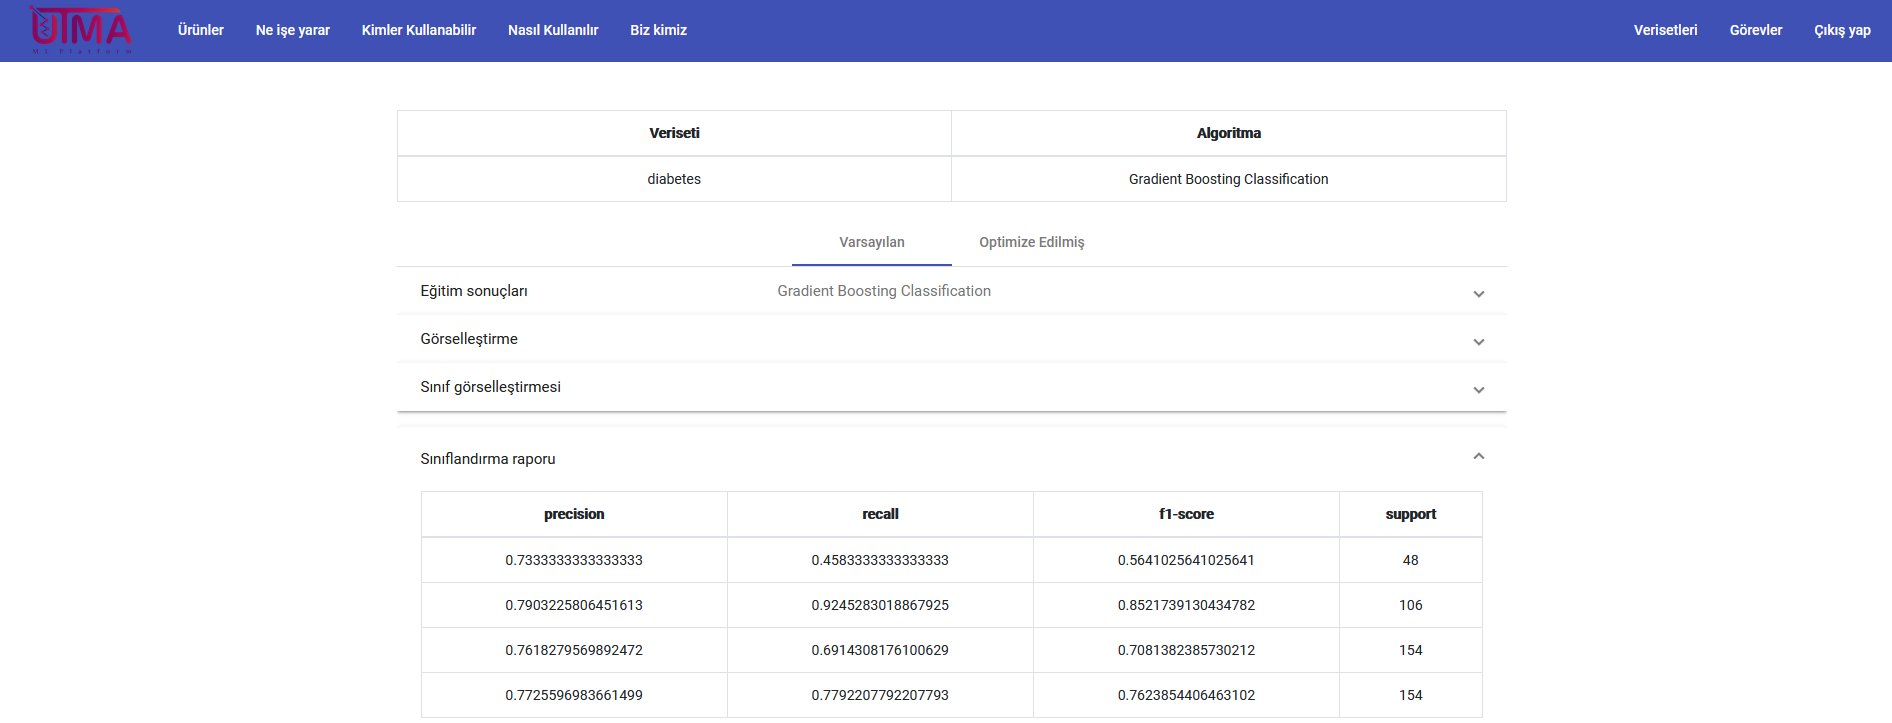 UTMA
ML Platform
Ürünler Ne işe yarar Kimler Kullanabilir Nasıl Kullanılır Biz kimiz Verisetleri Görevler Çıkış yap
Veriseti Algoritma
diabetes Gradient Boosting Classification
Varsayılan Optimize Edilmiş
Eğitim sonuçları Gradient Boosting Classification
Görselleştirme
Sınıf görselleştirmesi
Sınıflandırma raporu
precision recall f1-score support
0.7333333333333333 0.4583333333333333 0.5641025641025641 48
0.7903225806451613 0.9245283018867925 0.8521739130434782 106
0.7618279569892472 0.6914308176100629 0.7081382385730212 154
0.7725596983661499 0.7792207792207793 0.7623854406463102 154